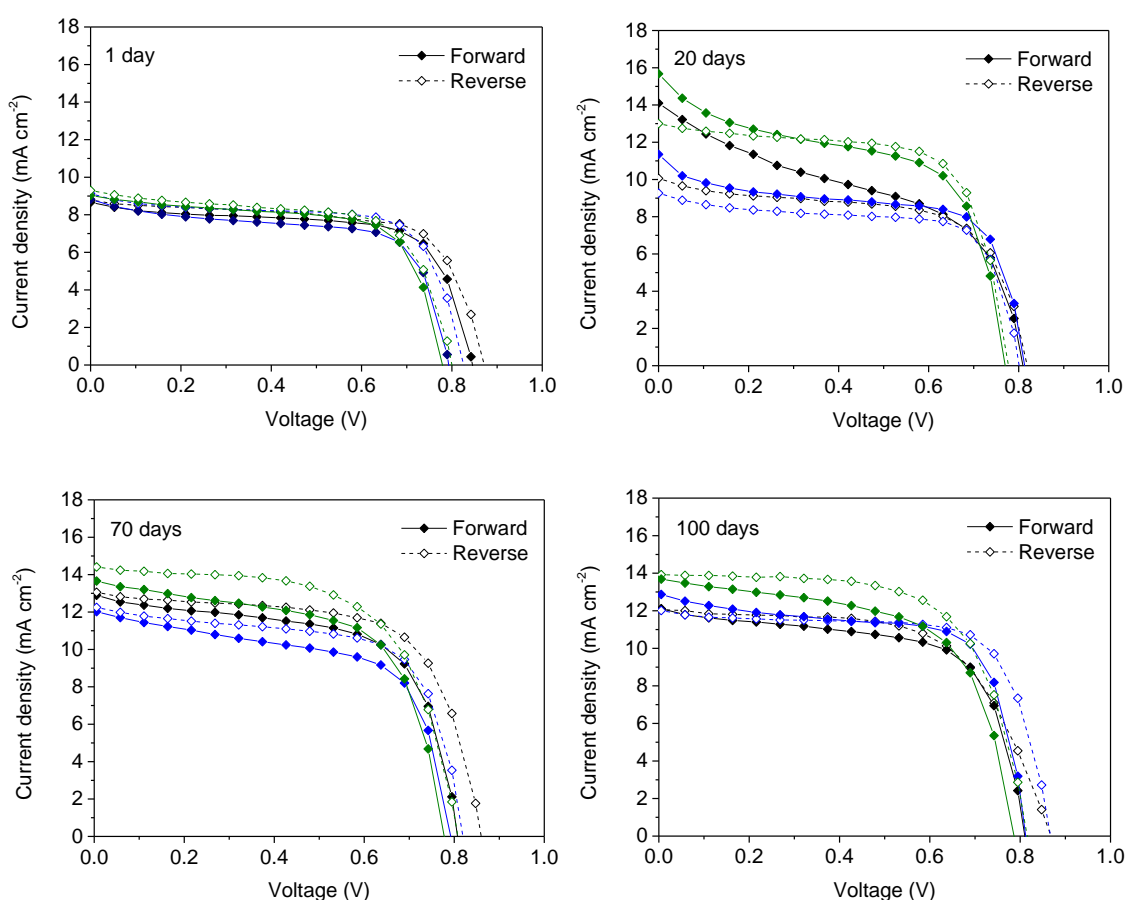 1 day
Forward
Reverse
18
16
14
12
10
8
6
4
2
0
0.0 0.2 0.4 0.6 0.8 1.0
Current density (mA cm⁻²)
Voltage (V)
20 days
Forward
Reverse
18
16
14
12
10
8
6
4
2
0
0.0 0.2 0.4 0.6 0.8 1.0
Current density (mA cm⁻²)
Voltage (V)
70 days
Forward
Reverse
18
16
14
12
10
8
6
4
2
0
0.0 0.2 0.4 0.6 0.8 1.0
Current density (mA cm⁻²)
Voltage (V)
100 days
Forward
Reverse
18
16
14
12
10
8
6
4
2
0
0.0 0.2 0.4 0.6 0.8 1.0
Current density (mA cm⁻²)
Voltage (V)